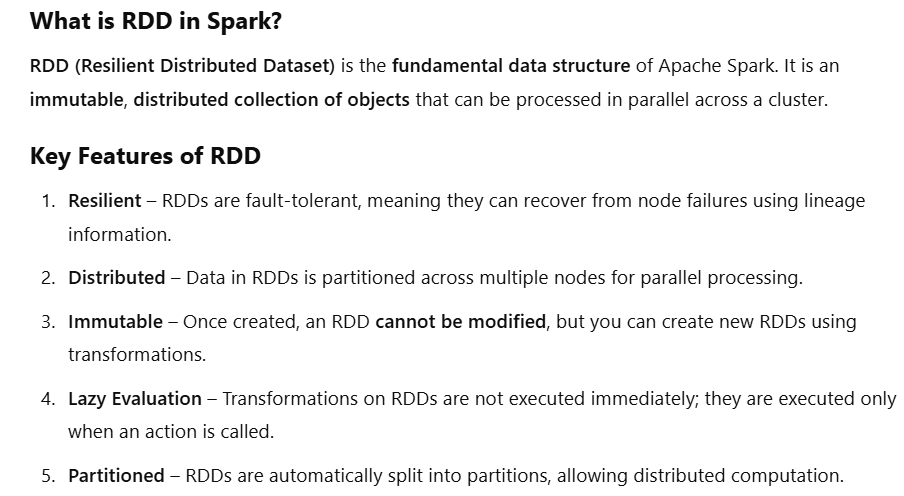 What is RDD in Spark?
RDD (Resilient Distributed Dataset) is the fundamental data structure of Apache Spark. It is an
immutable, distributed collection of objects that can be processed in parallel across a cluster.
Key Features of RDD
1. Resilient – RDDs are fault-tolerant, meaning they can recover from node failures using lineage
information.
2. Distributed – Data in RDDs is partitioned across multiple nodes for parallel processing.
3. Immutable – Once created, an RDD cannot be modified, but you can create new RDDs using
transformations.
4. Lazy Evaluation – Transformations on RDDs are not executed immediately; they are executed only
when an action is called.
5. Partitioned – RDDs are automatically split into partitions, allowing distributed computation.